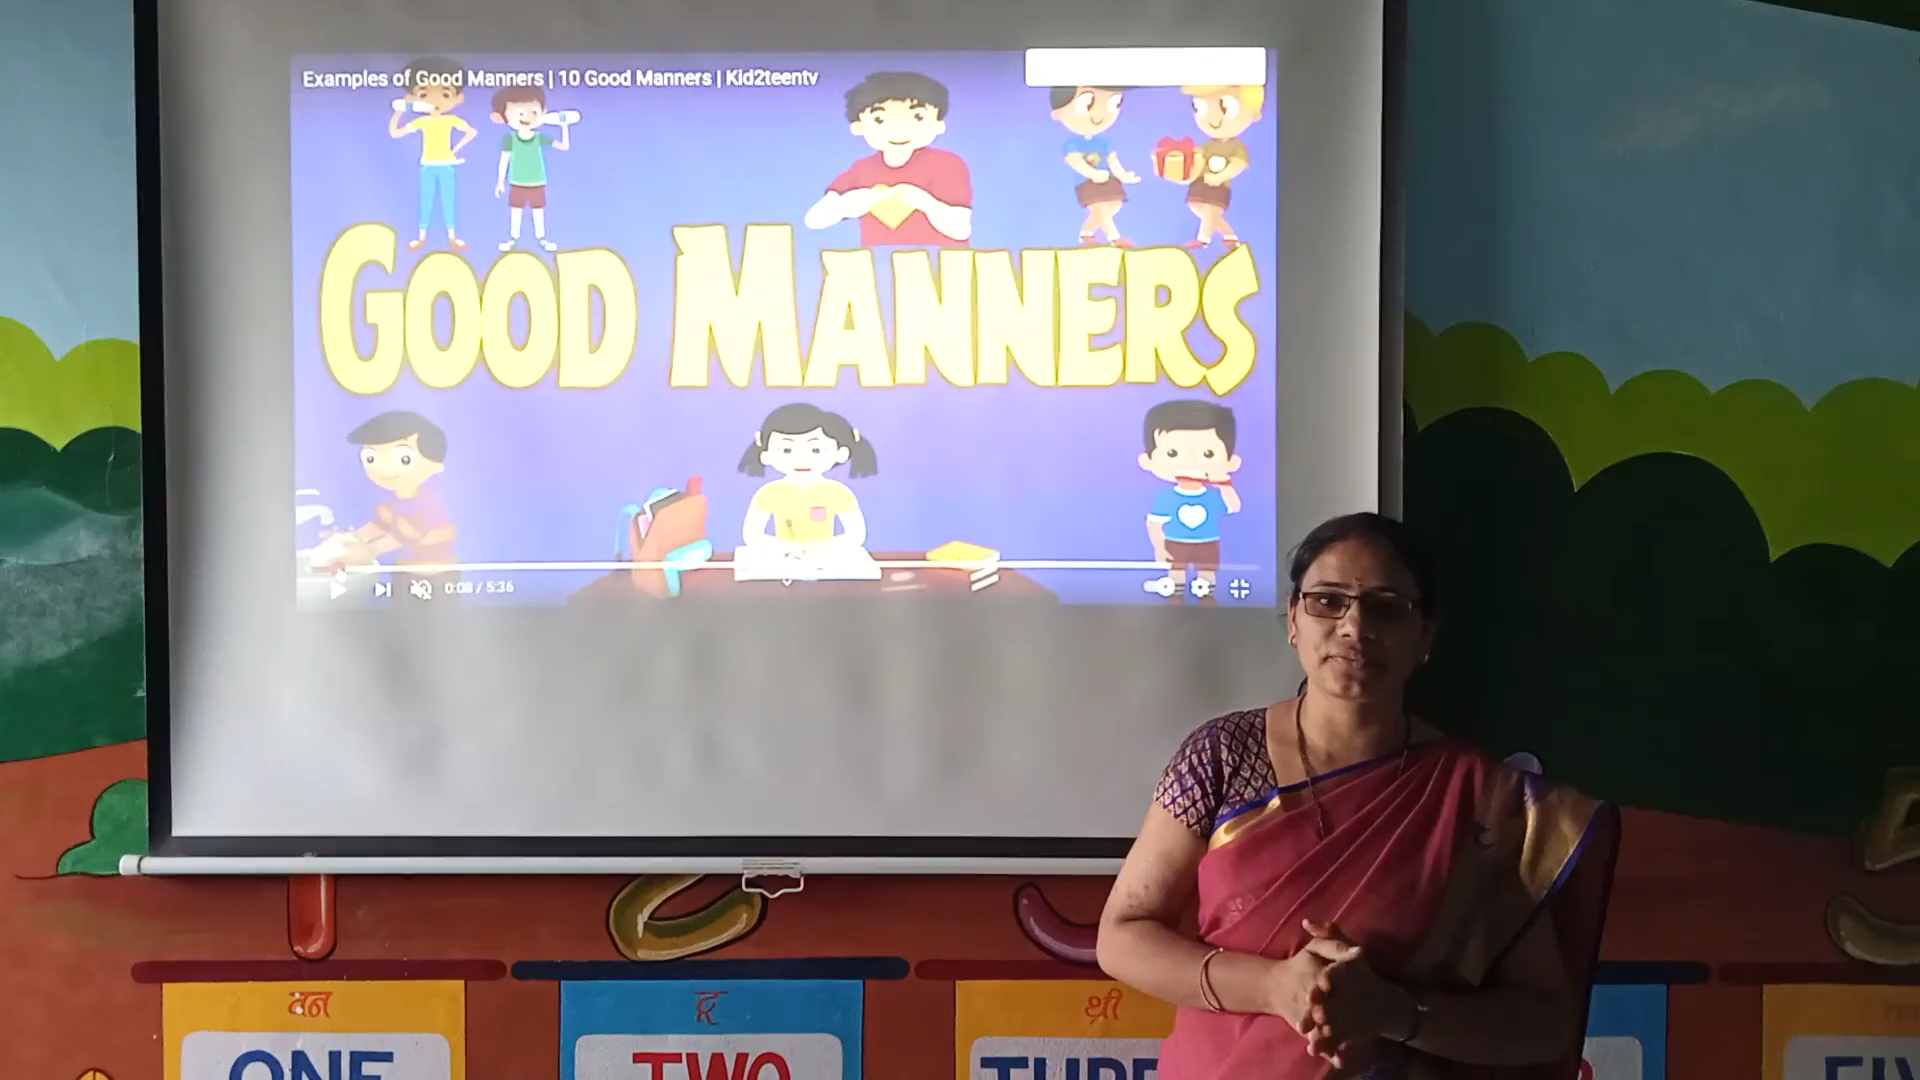 Examples of Good Manners | 10 Good Manners | Kid2teentv
GOOD MANNERS
0:08 / 5:36
वन
टू
थ्री
ONE
TWO